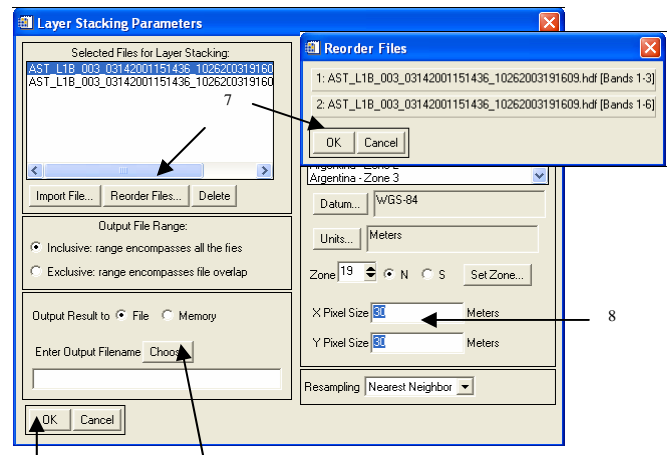 Layer Stacking Parameters
Selected Files for Layer Stacking:
AST_L1B_003_03142001151436_1026200319160
AST_L1B_003_03142001151436_1026200319160
7
Import File...
Reorder Files...
Delete
Output File Range:
Inclusive: range encompasses all the fies
Exclusive: range encompasses file overlap
Output Result to File Memory
Enter Output Filename
OK
Cancel
Reorder Files
1: AST_L1B_003_03142001151436_10262003191609.hdf [Bands 1-3]
2: AST_L1B_003_03142001151436_10262003191609.hdf [Bands 1-6]
OK
Cancel
Argentina - Zone 3
Datum... WGS-84
Units... Meters
Zone 19 N S Set Zone...
X Pixel Size 30 Meters
8
Y Pixel Size 30 Meters
Resampling Nearest Neighbor